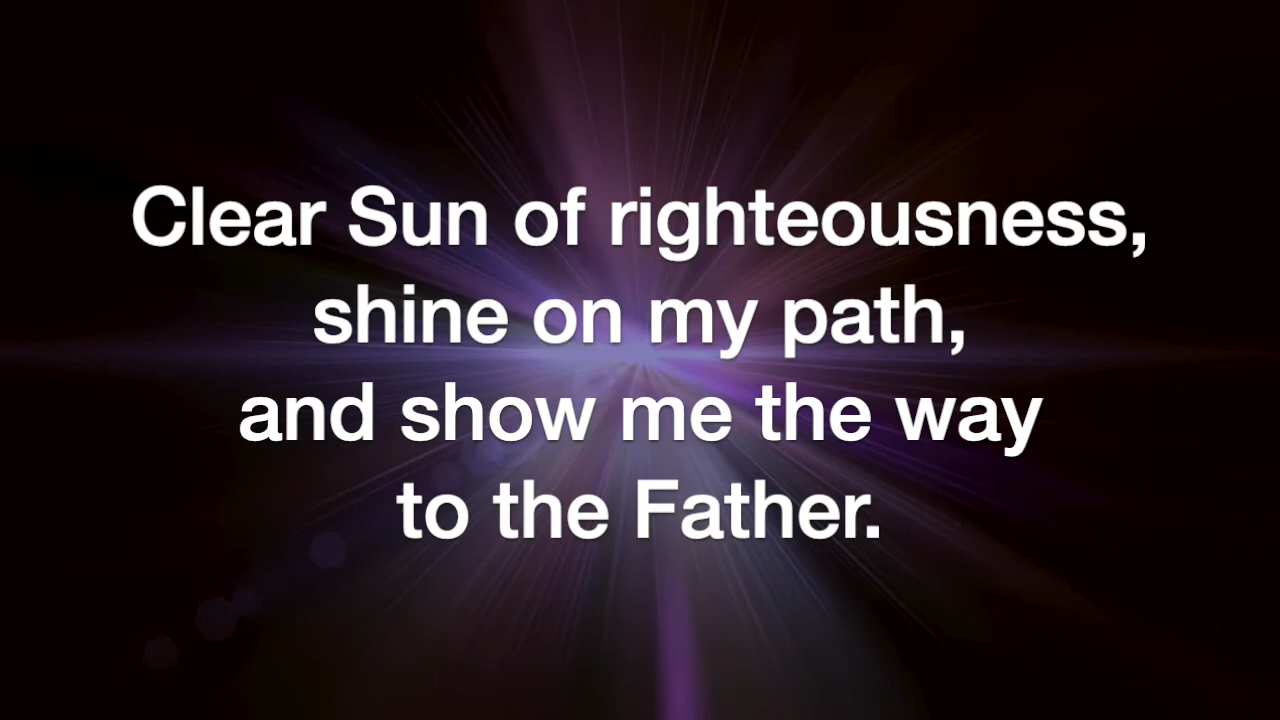 Clear Sun of righteousness,
shine on my path,
and show me the way
to the Father.